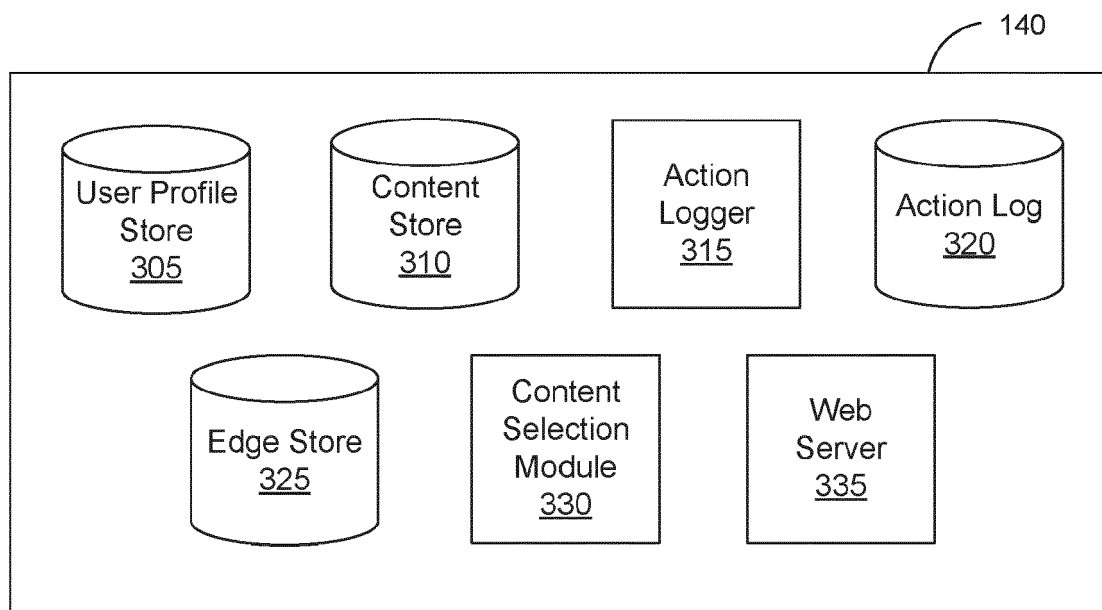 140
User Profile
Store
305
Content
Store
310
Action
Logger
315
Action Log
320
Edge Store
325
Content
Selection
Module
330
Web
Server
335